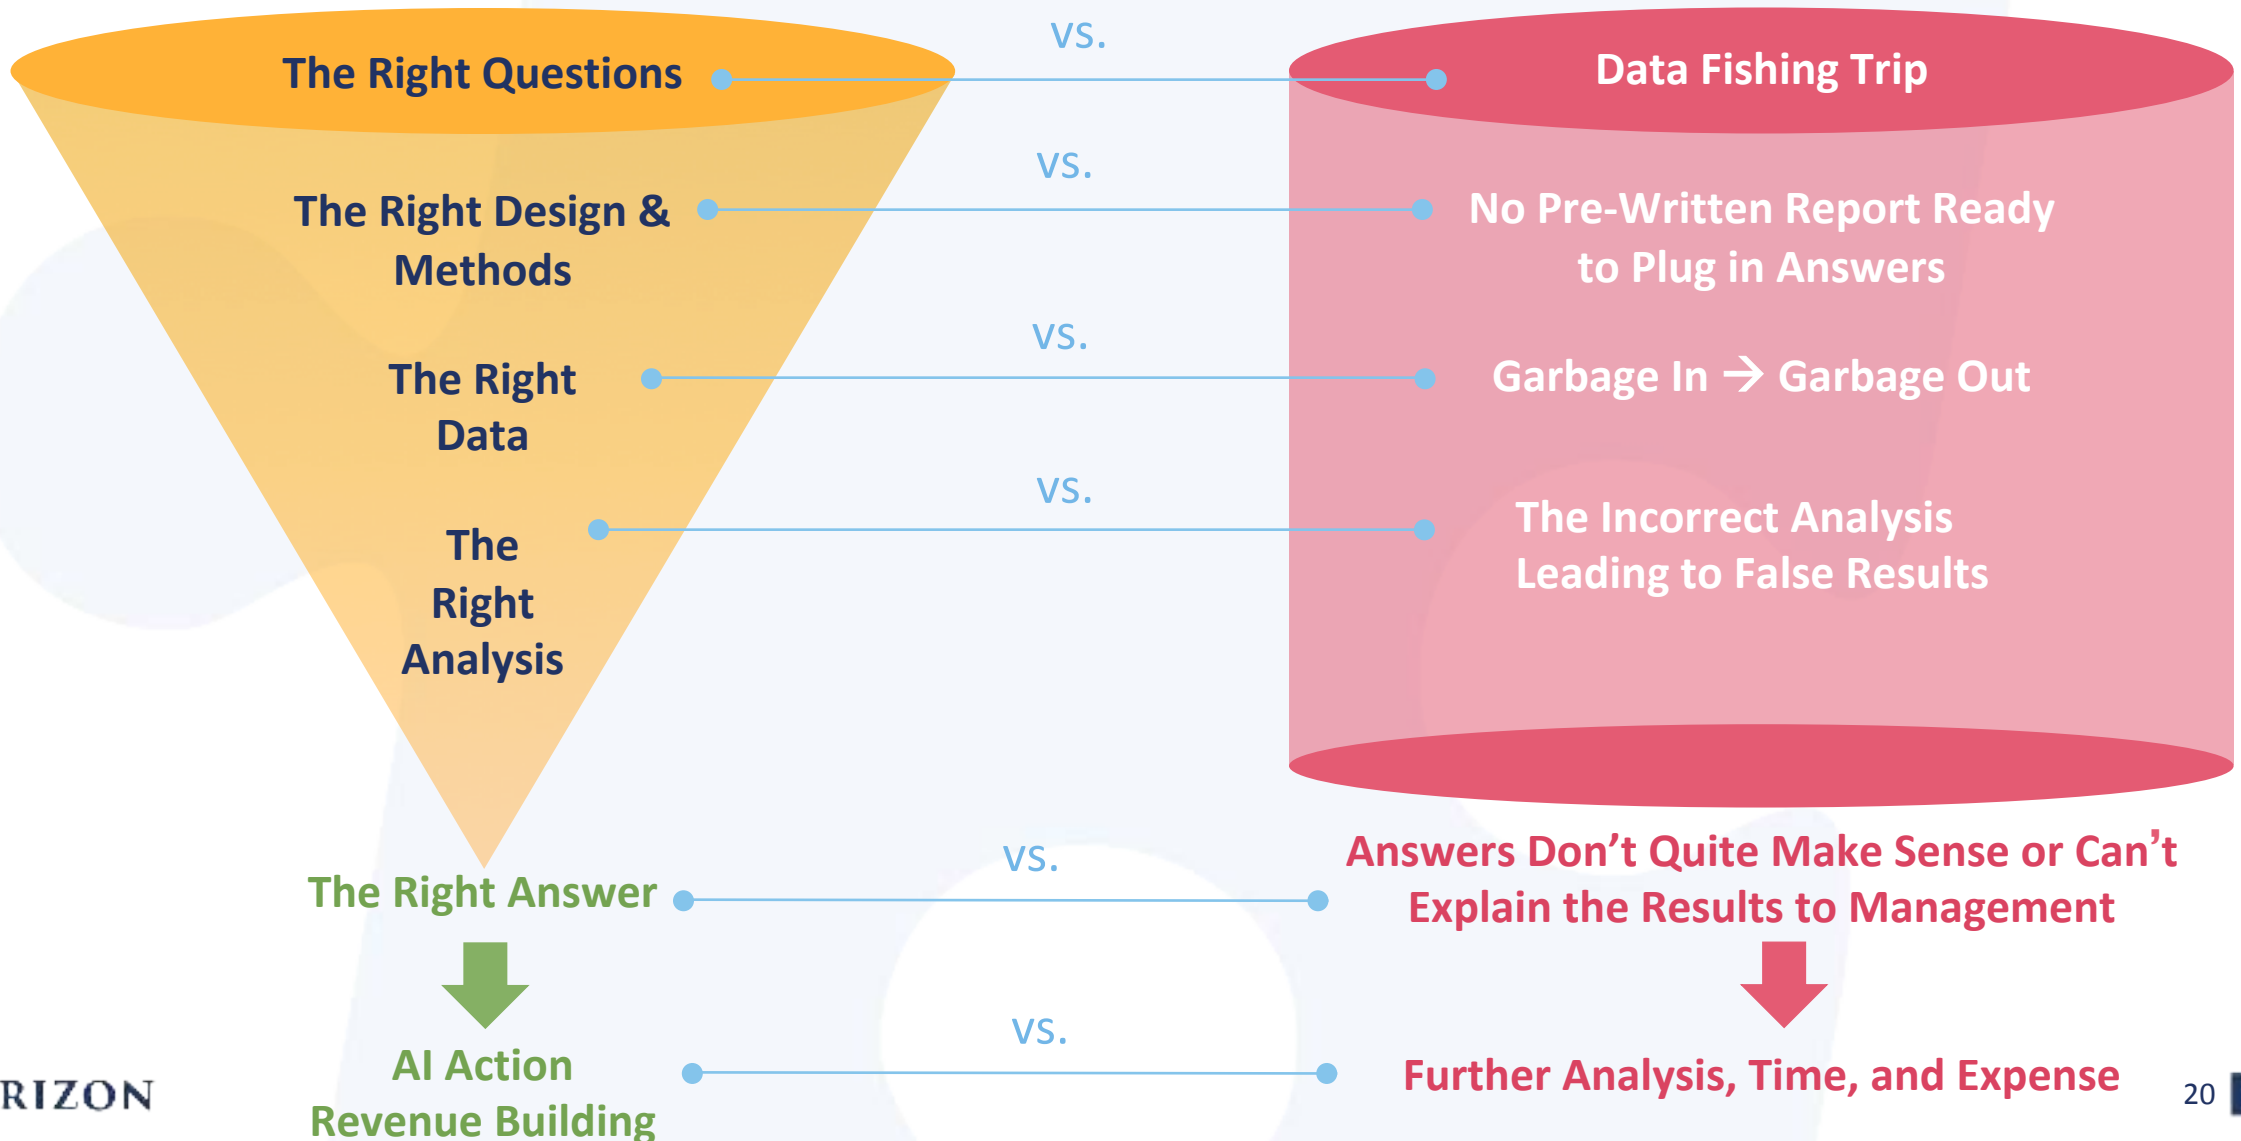 The Right Questions
vs.
Data Fishing Trip
The Right Design &
Methods
vs.
No Pre-Written Report Ready
to Plug in Answers
The Right
Data
vs.
Garbage In → Garbage Out
The
Right
Analysis
vs.
The Incorrect Analysis
Leading to False Results
The Right Answer
vs.
Answers Don’t Quite Make Sense or Can’t
Explain the Results to Management
AI Action
Revenue Building
vs.
Further Analysis, Time, and Expense
RIZON
20